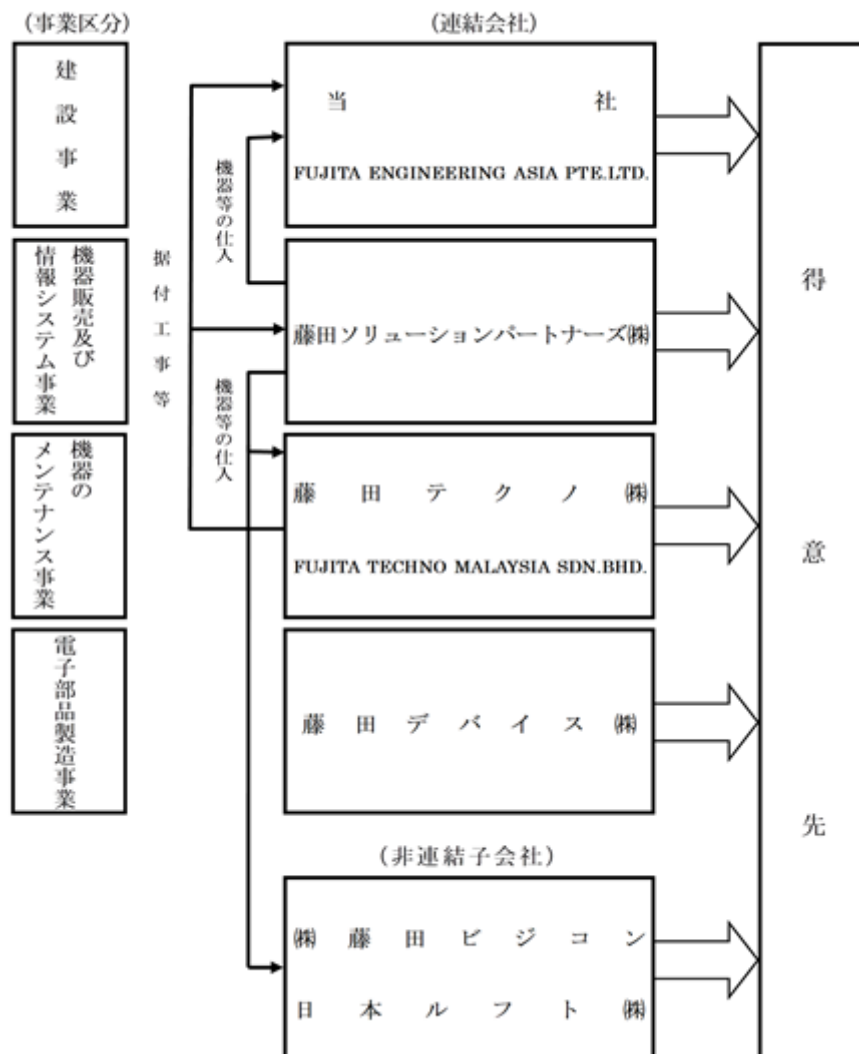 (事業区分)
(連結会社)
建設事業
当社
FUJITA ENGINEERING ASIA PTE.LTD.
機器等の仕入
据付工事等
機器販売及び
情報システム事業
藤田ソリューションパートナーズ㈱
機器等の仕入
機器の
メンテナンス事業
藤田テクノ㈱
FUJITA TECHNO MALAYSIA SDN.BHD.
電子部品製造事業
藤田デバイス㈱
(非連結子会社)
㈱藤田ビジコン
日本ルフト㈱
得意先